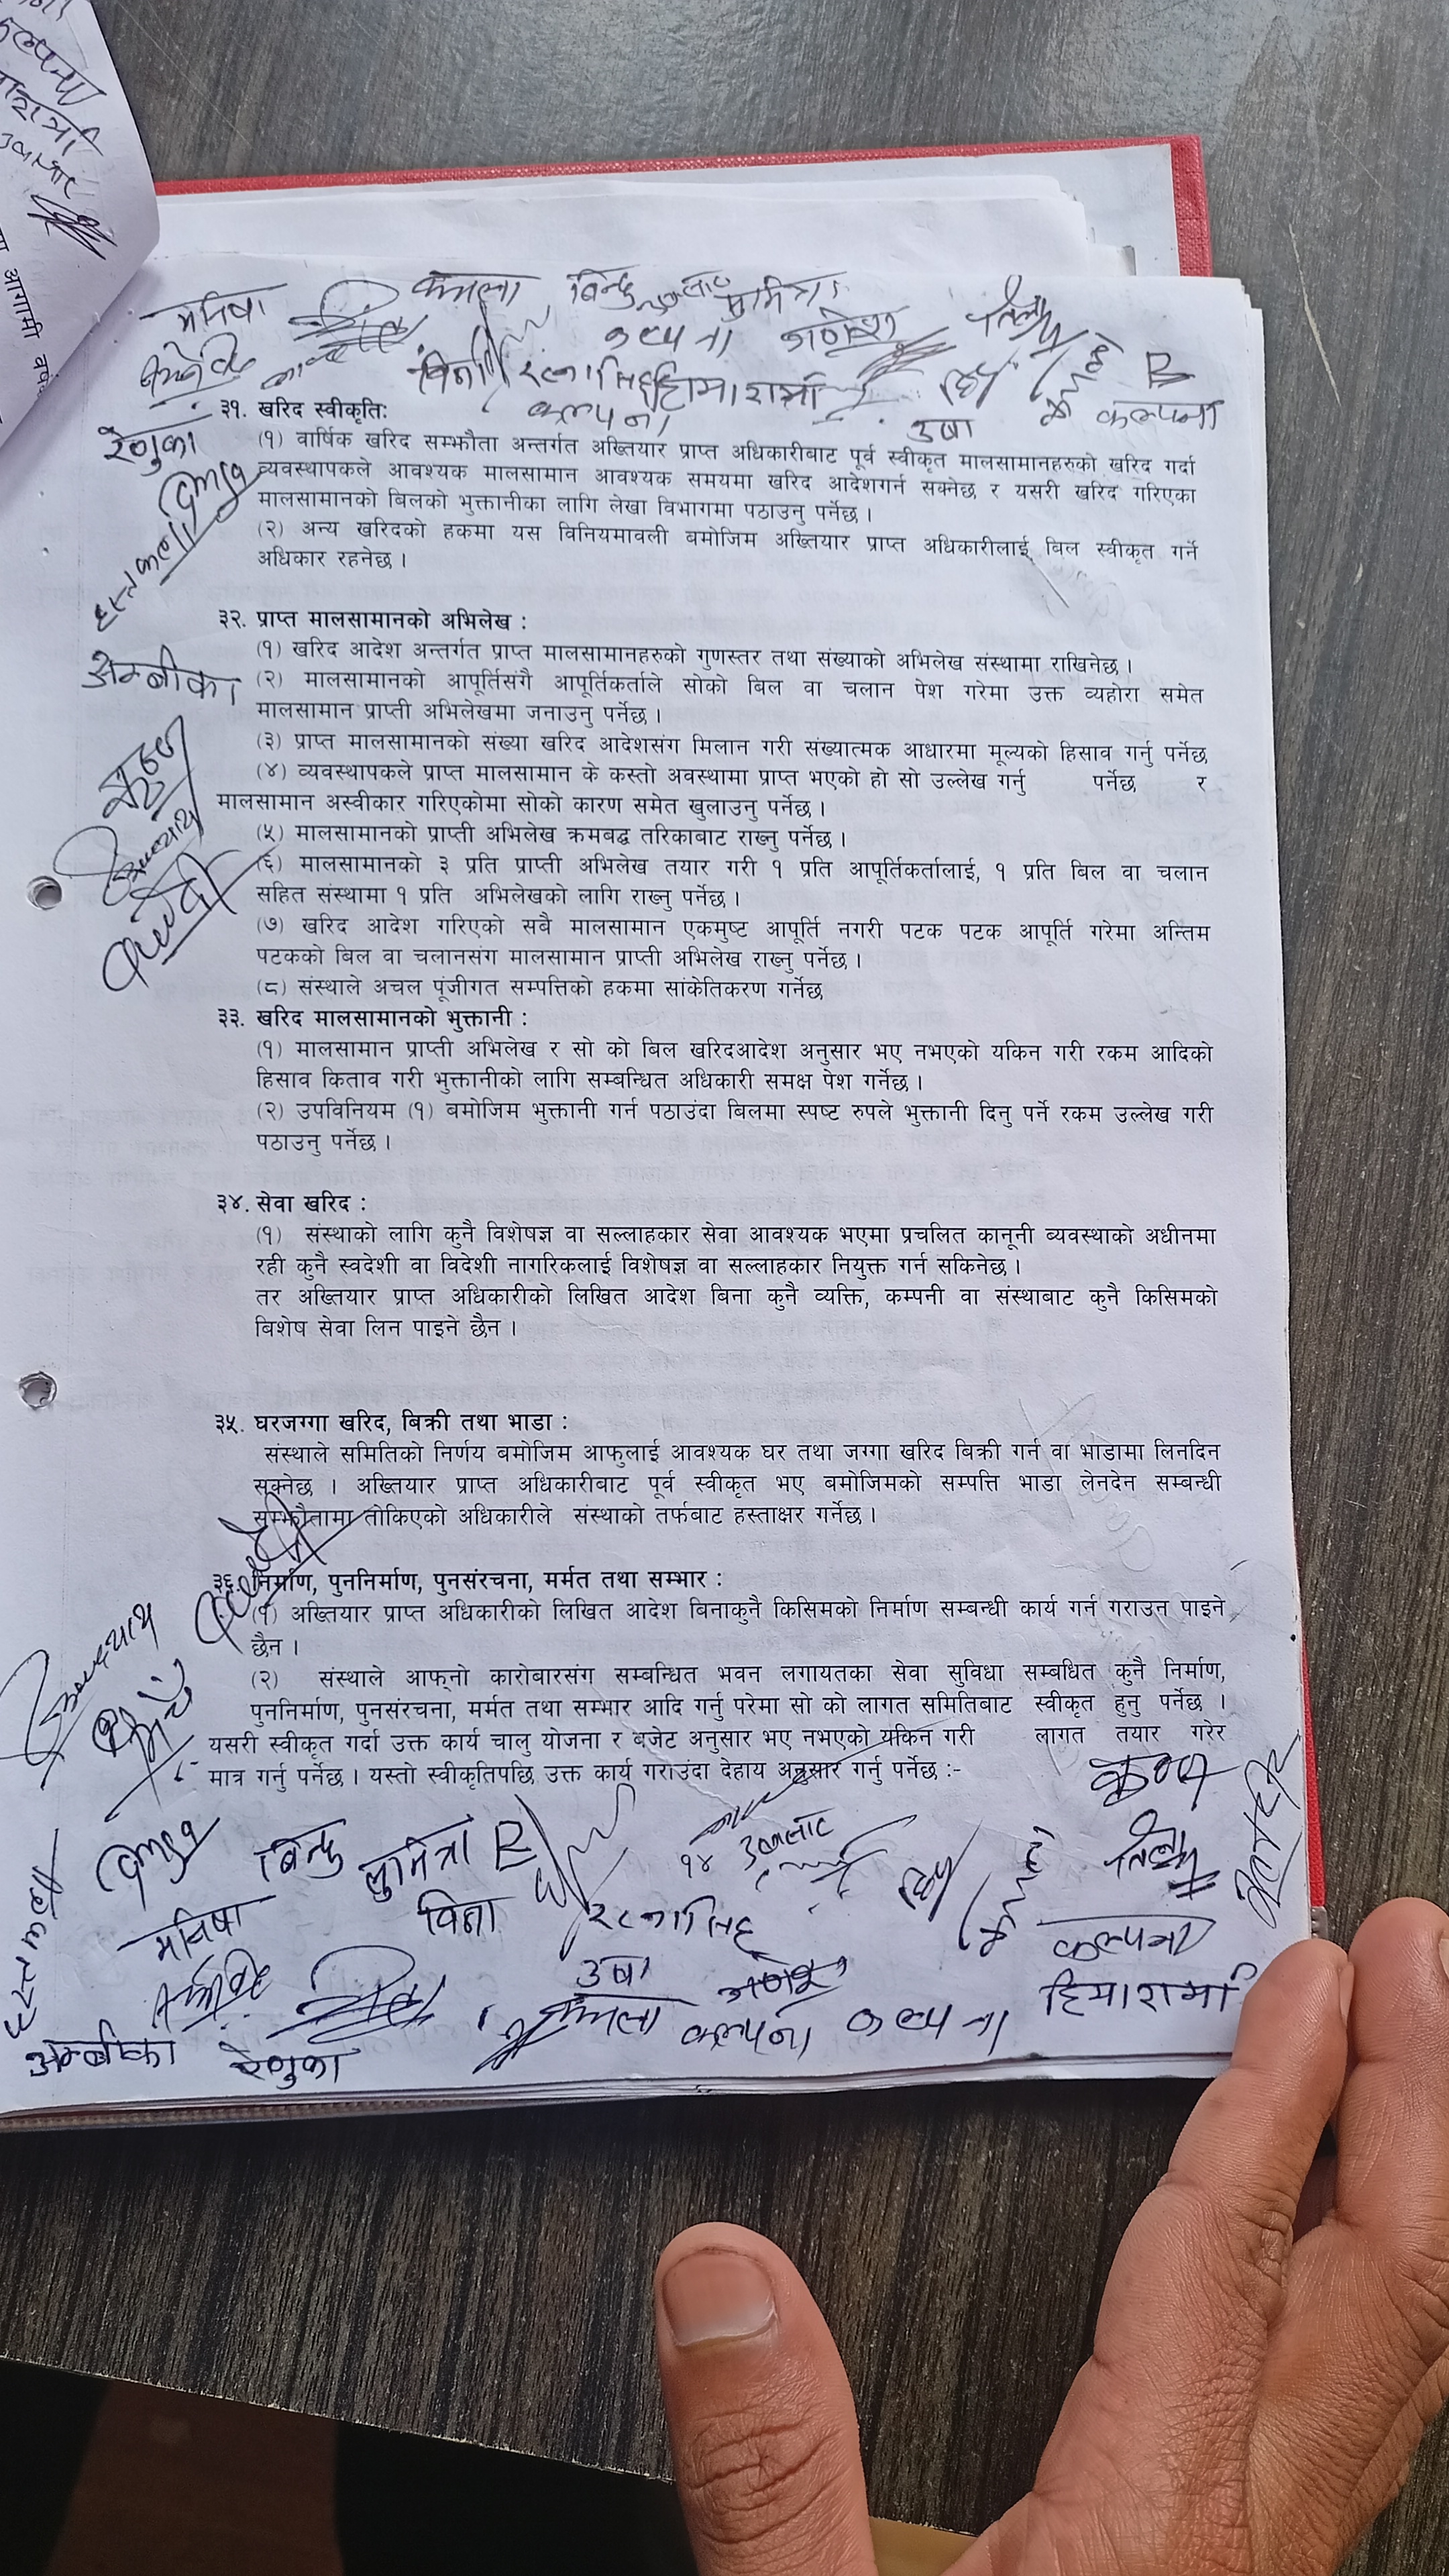 कल्पना
आगामी
मनिषा
कमला
बिन्दु
सुमित्रा
कल्पना
गणेश
बिना
रत्नासिंह
हिमा शर्मा
कल्पना
उषा
कल्पना
रेणुका
३१. खरिद स्वीकृति:
(१) वार्षिक खरिद सम्झौता अन्तर्गत अख्तियार प्राप्त अधिकारीबाट पूर्व स्वीकृत मालसामानहरुको खरिद गर्दा
व्यवस्थापकले आवश्यक मालसामान आवश्यक समयमा खरिद आदेशगर्न सक्नेछ र यसरी खरिद गरिएका
मालसामानको बिलको भुक्तानीका लागि लेखा विभागमा पठाउनु पर्नेछ ।
(२) अन्य खरिदको हकमा यस विनियमावली बमोजिम अख्तियार प्राप्त अधिकारीलाई बिल स्वीकृत गर्ने
अधिकार रहनेछ ।
हस्तकला
३२. प्राप्त मालसामानको अभिलेख :
(१) खरिद आदेश अन्तर्गत प्राप्त मालसामानहरुको गुणस्तर तथा संख्याको अभिलेख संस्थामा राखिनेछ ।
अम्बीका
(२) मालसामानको आपूर्तिसंगै आपूर्तिकर्ताले सोको बिल वा चलान पेश गरेमा उक्त व्यहोरा समेत
मालसामान प्राप्ती अभिलेखमा जनाउनु पर्नेछ ।
(३) प्राप्त मालसामानको संख्या खरिद आदेशसंग मिलान गरी संख्यात्मक आधारमा मूल्यको हिसाव गर्नु पर्नेछ
(४) व्यवस्थापकले प्राप्त मालसामान के कस्तो अवस्थामा प्राप्त भएको हो सो उल्लेख गर्नु पर्नेछ र
मालसामान अस्वीकार गरिएकोमा सोको कारण समेत खुलाउनु पर्नेछ ।
(५) मालसामानको प्राप्ती अभिलेख क्रमबद्ध तरिकाबाट राख्नु पर्नेछ ।
(६) मालसामानको ३ प्रति प्राप्ती अभिलेख तयार गरी १ प्रति आपूर्तिकर्तालाई, १ प्रति बिल वा चलान
सहित संस्थामा १ प्रति अभिलेखको लागि राख्नु पर्नेछ ।
(७) खरिद आदेश गरिएको सबै मालसामान एकमुष्ट आपूर्ति नगरी पटक पटक आपूर्ति गरेमा अन्तिम
पटकको बिल वा चलानसंग मालसामान प्राप्ती अभिलेख राख्नु पर्नेछ ।
(८) संस्थाले अचल पूंजीगत सम्पत्तिको हकमा सांकेतिकरण गर्नेछ
३३. खरिद मालसामानको भुक्तानी :
(१) मालसामान प्राप्ती अभिलेख र सो को बिल खरिदआदेश अनुसार भए नभएको यकिन गरी रकम आदिको
हिसाव किताव गरी भुक्तानीको लागि सम्बन्धित अधिकारी समक्ष पेश गर्नेछ ।
(२) उपविनियम (१) बमोजिम भुक्तानी गर्न पठाउंदा बिलमा स्पष्ट रुपले भुक्तानी दिनु पर्ने रकम उल्लेख गरी
पठाउनु पर्नेछ ।
३४. सेवा खरिद :
(१) संस्थाको लागि कुनै विशेषज्ञ वा सल्लाहकार सेवा आवश्यक भएमा प्रचलित कानूनी व्यवस्थाको अधीनमा
रही कुनै स्वदेशी वा विदेशी नागरिकलाई विशेषज्ञ वा सल्लाहकार नियुक्त गर्न सकिनेछ ।
तर अख्तियार प्राप्त अधिकारीको लिखित आदेश बिना कुनै व्यक्ति, कम्पनी वा संस्थाबाट कुनै किसिमको
बिशेष सेवा लिन पाइने छैन ।
३५. घरजग्गा खरिद, बिक्री तथा भाडा :
संस्थाले समितिको निर्णय बमोजिम आफुलाई आवश्यक घर तथा जग्गा खरिद बिक्री गर्न वा भाडामा लिनदिन
सक्नेछ । अख्तियार प्राप्त अधिकारीबाट पूर्व स्वीकृत भए बमोजिमको सम्पत्ति भाडा लेनदेन सम्बन्धी
सम्झौतामा तोकिएको अधिकारीले संस्थाको तर्फबाट हस्ताक्षर गर्नेछ ।
३६. निर्माण, पुननिर्माण, पुनसंरचना, मर्मत तथा सम्भार :
(१) अख्तियार प्राप्त अधिकारीको लिखित आदेश बिनाकुनै किसिमको निर्माण सम्बन्धी कार्य गर्न गराउन पाइने
छैन ।
(२) संस्थाले आफ्नो कारोबारसंग सम्बन्धित भवन लगायतका सेवा सुविधा सम्बधित कुनै निर्माण,
पुननिर्माण, पुनसंरचना, मर्मत तथा सम्भार आदि गर्नु परेमा सो को लागत समितिबाट स्वीकृत हुनु पर्नेछ ।
यसरी स्वीकृत गर्दा उक्त कार्य चालु योजना र बजेट अनुसार भए नभएको यकिन गरी लागत तयार गरेर
मात्र गर्नु पर्नेछ । यस्तो स्वीकृतिपछि उक्त कार्य गराउंदा देहाय अनुसार गर्नु पर्नेछ :-
१४
बिन्दु
सुमित्रा
मनिषा
बिना
रत्नासिंह
कल्पना
उषा
गणेश
हिमा शर्मा
कमला
कल्पना
कल्पना
अम्बीका
रेणुका